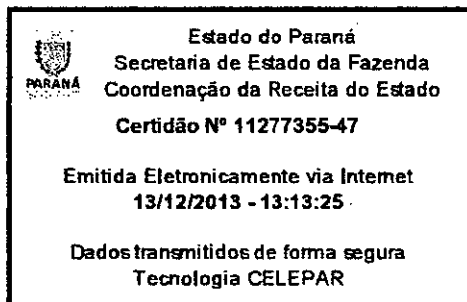 Estado do Paraná
Secretaria de Estado da Fazenda
PARANÁ
Coordenação da Receita do Estado
Certidão Nº 11277355-47
Emitida Eletronicamente via Internet
13/12/2013 - 13:13:25
Dados transmitidos de forma segura
Tecnologia CELEPAR